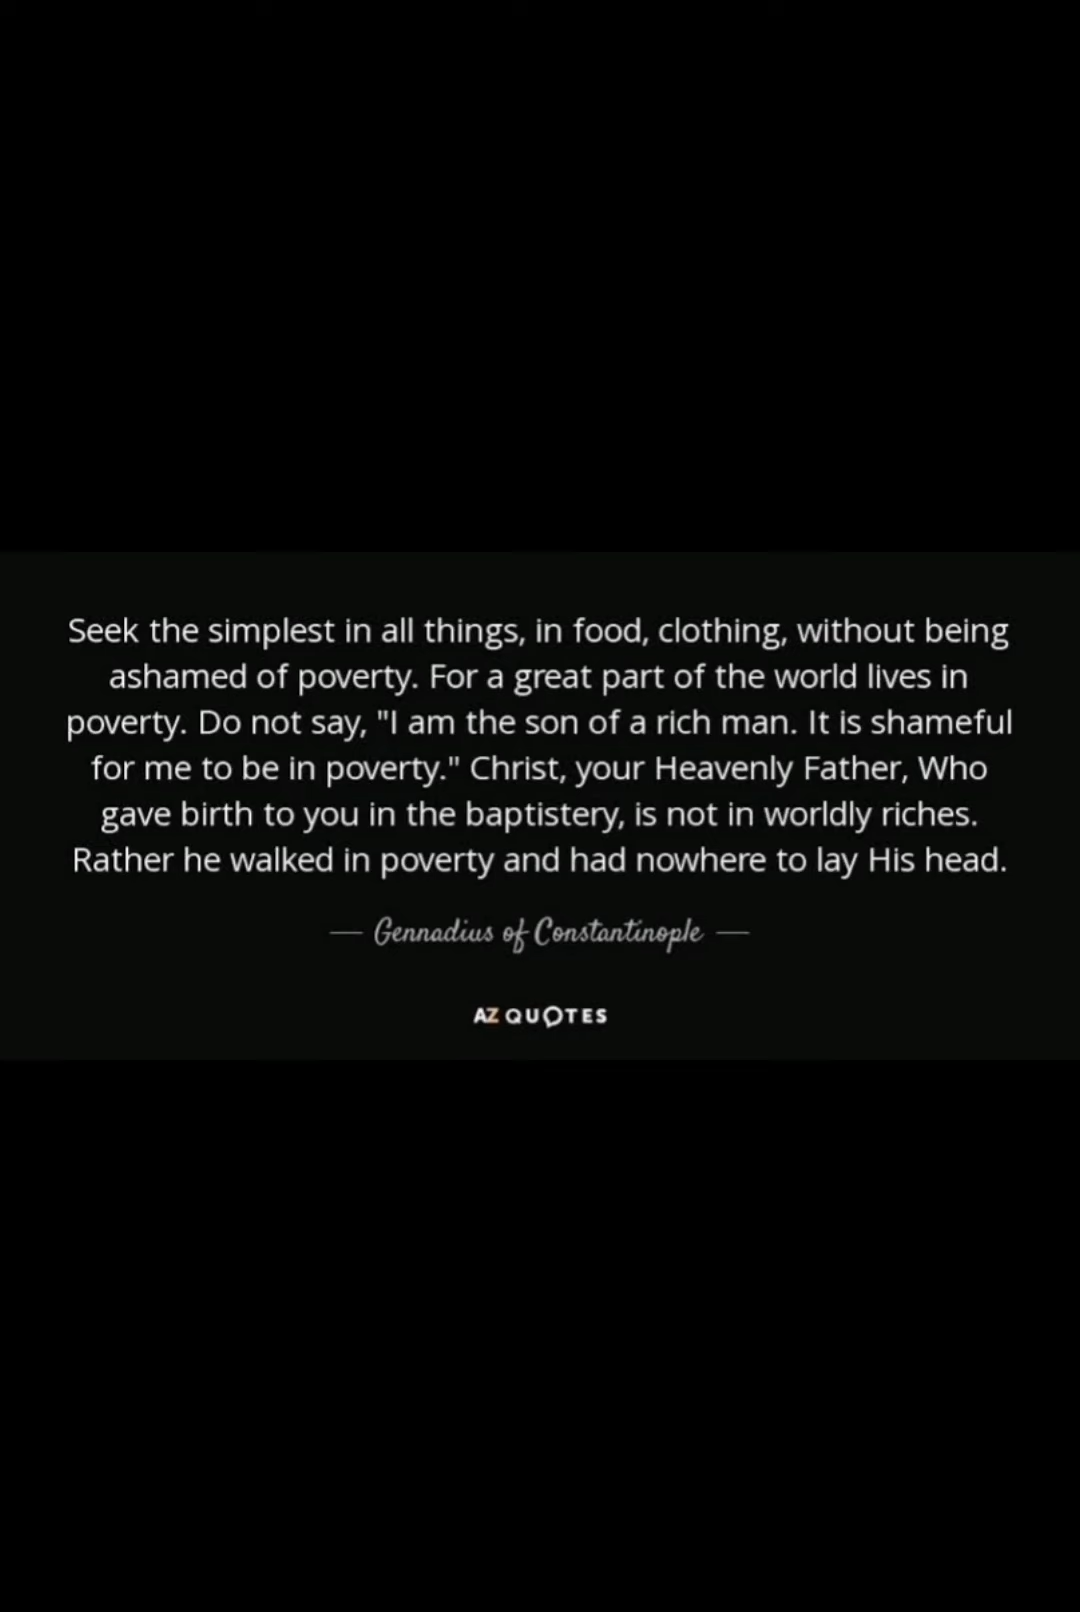 Seek the simplest in all things, in food, clothing, without being
ashamed of poverty. For a great part of the world lives in
poverty. Do not say, "I am the son of a rich man. It is shameful
for me to be in poverty." Christ, your Heavenly Father, Who
gave birth to you in the baptistery, is not in worldly riches.
Rather he walked in poverty and had nowhere to lay His head.
— Gennadius of Constantinople —
AZ QUOTES